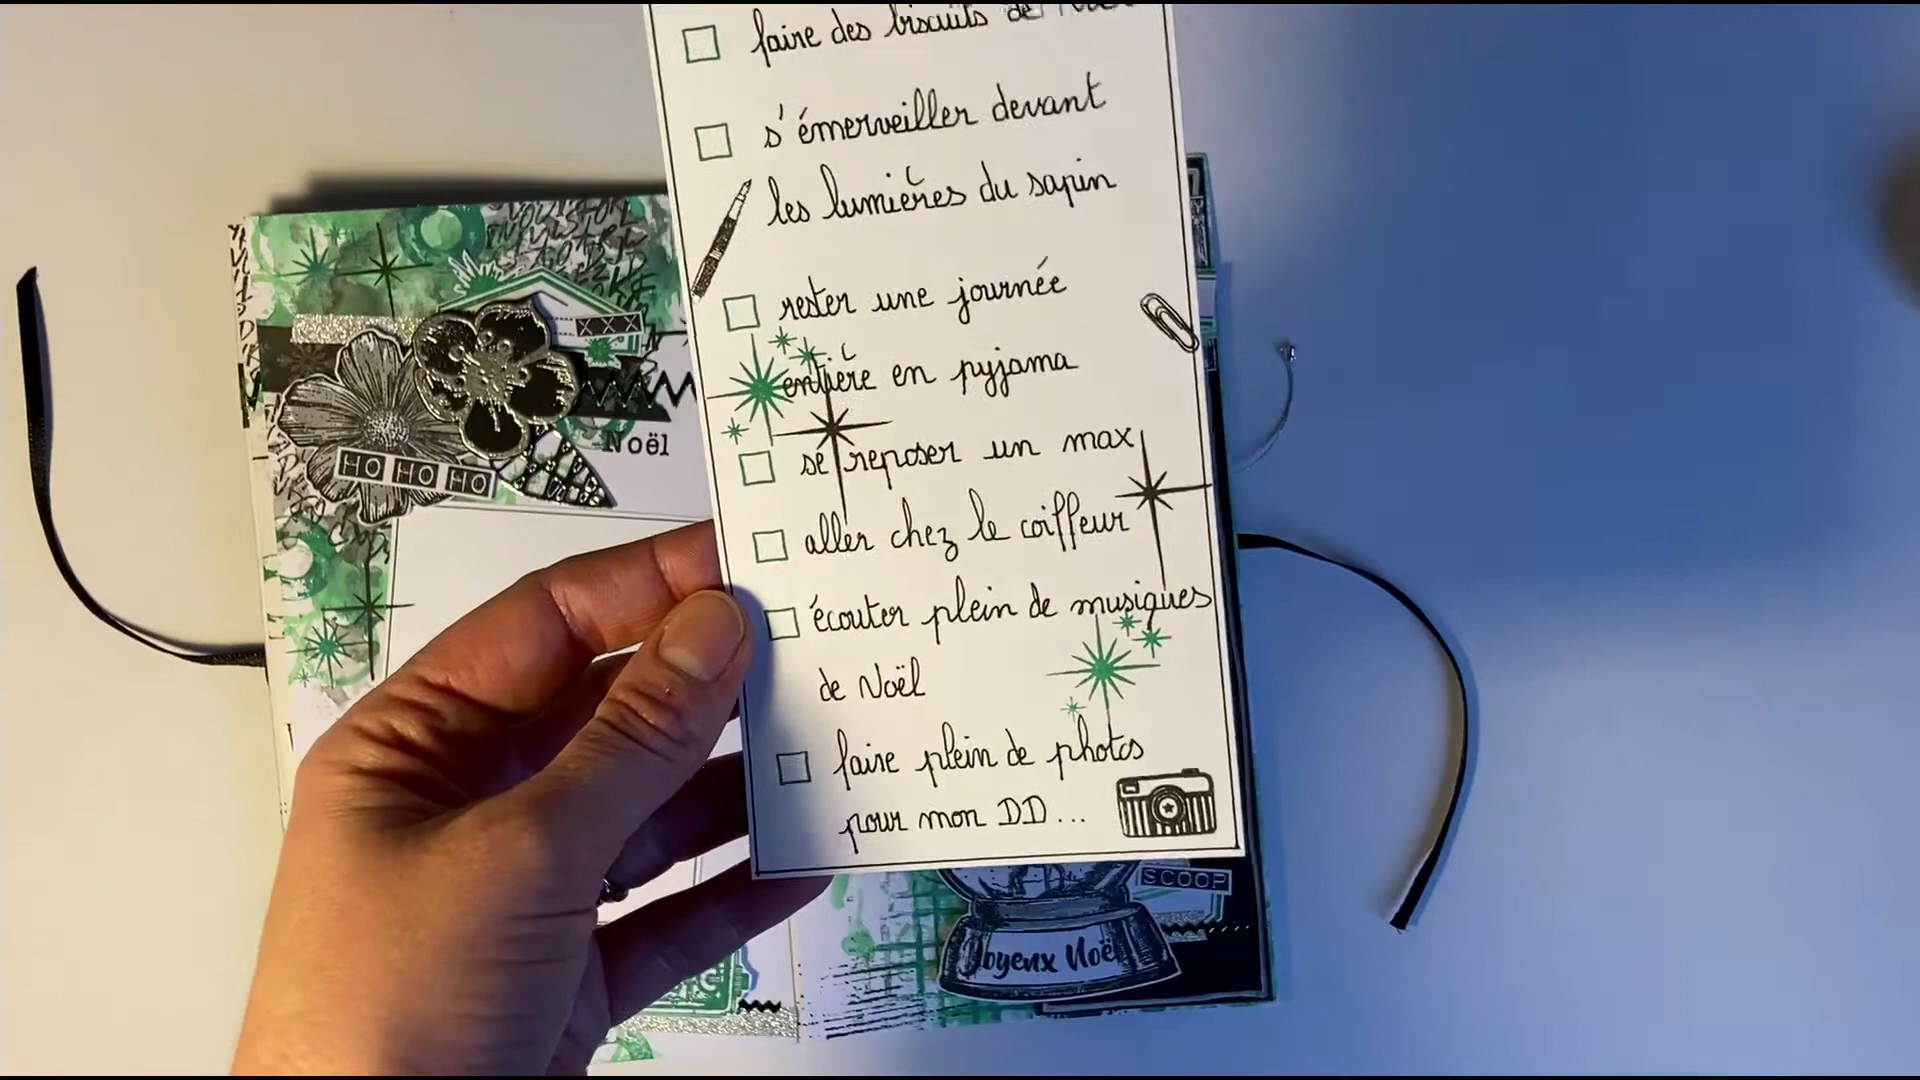 faire des biscuits de Noël
s'émerveiller devant
les lumières du sapin
rester une journée
entière en pyjama
se reposer un max
aller chez le coiffeur
écouter plein de musiques
de Noël
faire plein de photos
pour mon DD...
XXX
Noël
HO HO HO
SCOOP
Joyeux Noël